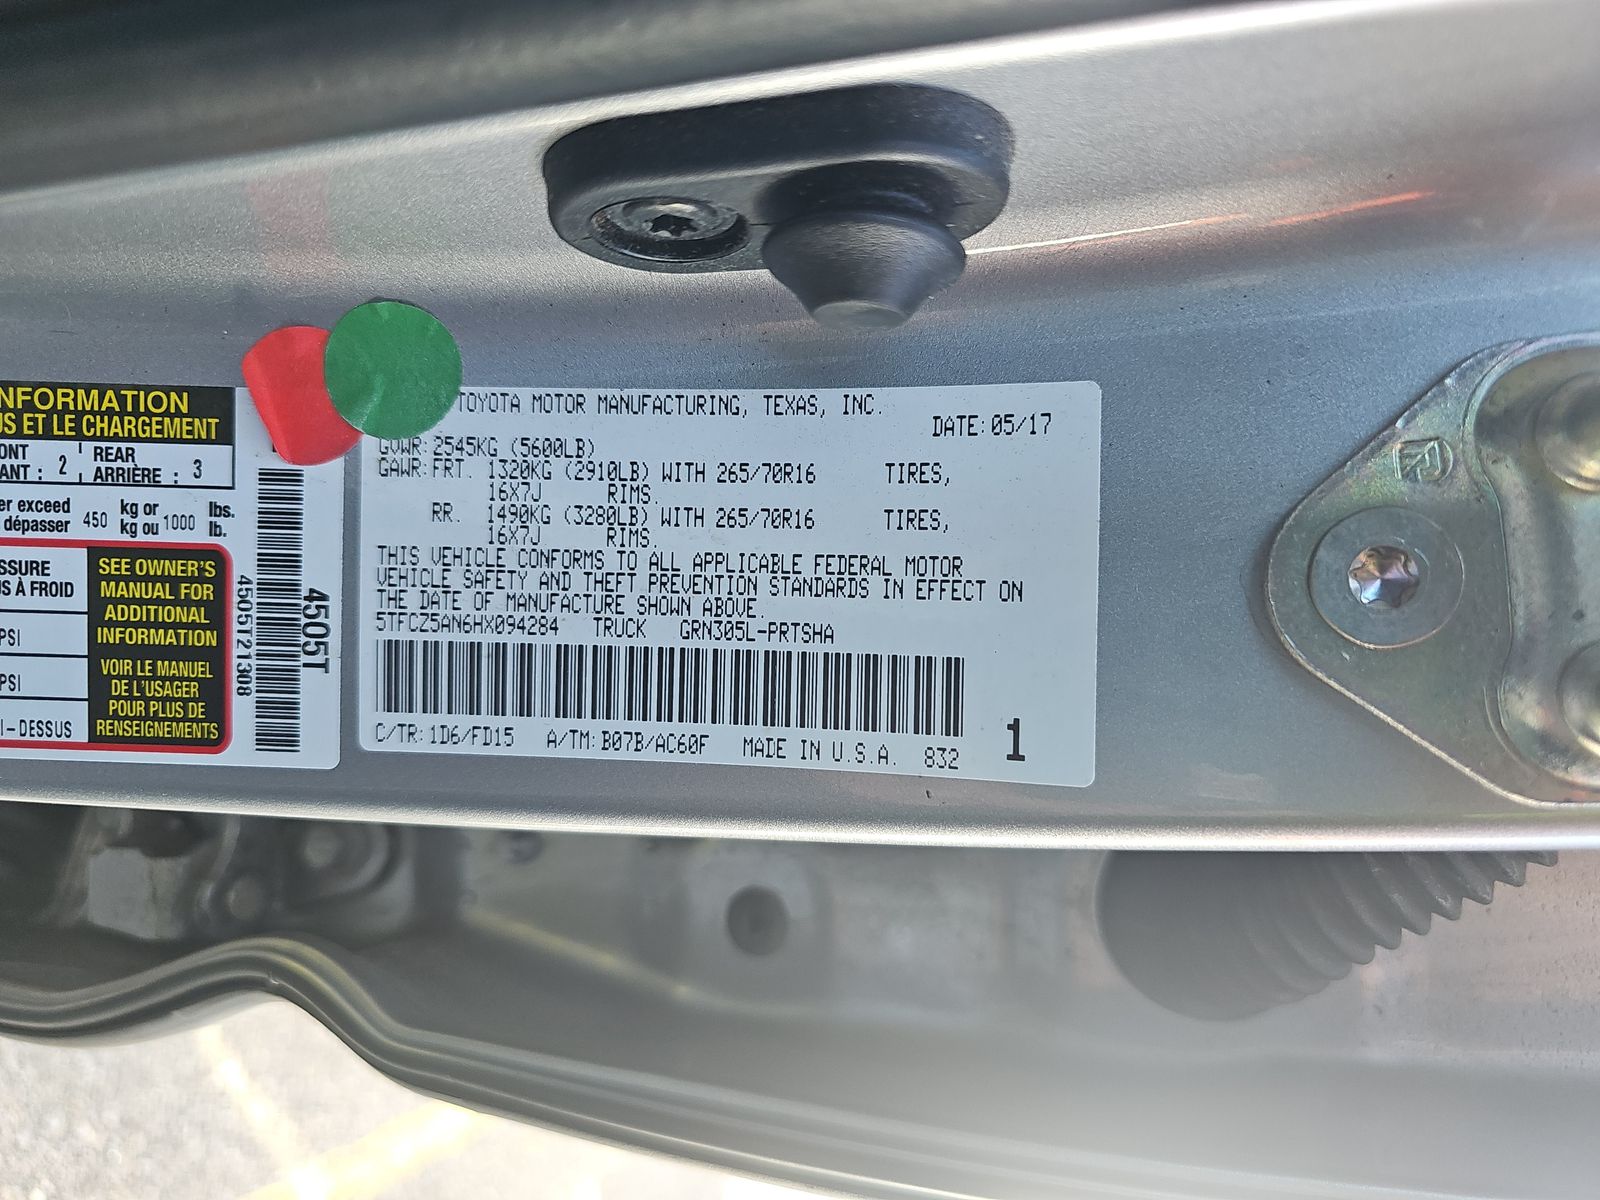 NFORMATION
US ET LE CHARGEMENT
ONT
ANT : 2
REAR
ARRIÈRE : 3
er exceed kg or lbs.
dépasser 450 kg ou 1000 lb.
SSURE
S À FROID
PSI
PSI
I-DESSUS
SEE OWNER'S
MANUAL FOR
ADDITIONAL
INFORMATION
VOIR LE MANUEL
DE L'USAGER
POUR PLUS DE
RENSEIGNEMENTS
4505T21308
4505T
TOYOTA MOTOR MANUFACTURING, TEXAS, INC.
DATE: 05/17
GVWR: 2545KG (5600LB)
GAWR: FRT. 1320KG (2910LB) WITH 265/70R16 TIRES,
16X7J RIMS.
RR. 1490KG (3280LB) WITH 265/70R16 TIRES,
16X7J RIMS.
THIS VEHICLE CONFORMS TO ALL APPLICABLE FEDERAL MOTOR
VEHICLE SAFETY AND THEFT PREVENTION STANDARDS IN EFFECT ON
THE DATE OF MANUFACTURE SHOWN ABOVE.
5TFCZ5AN6HX094284 TRUCK GRN305L-PRTSHA
C/TR: 1D6/FD15 A/TM: B07B/AC60F MADE IN U.S.A. 832
1